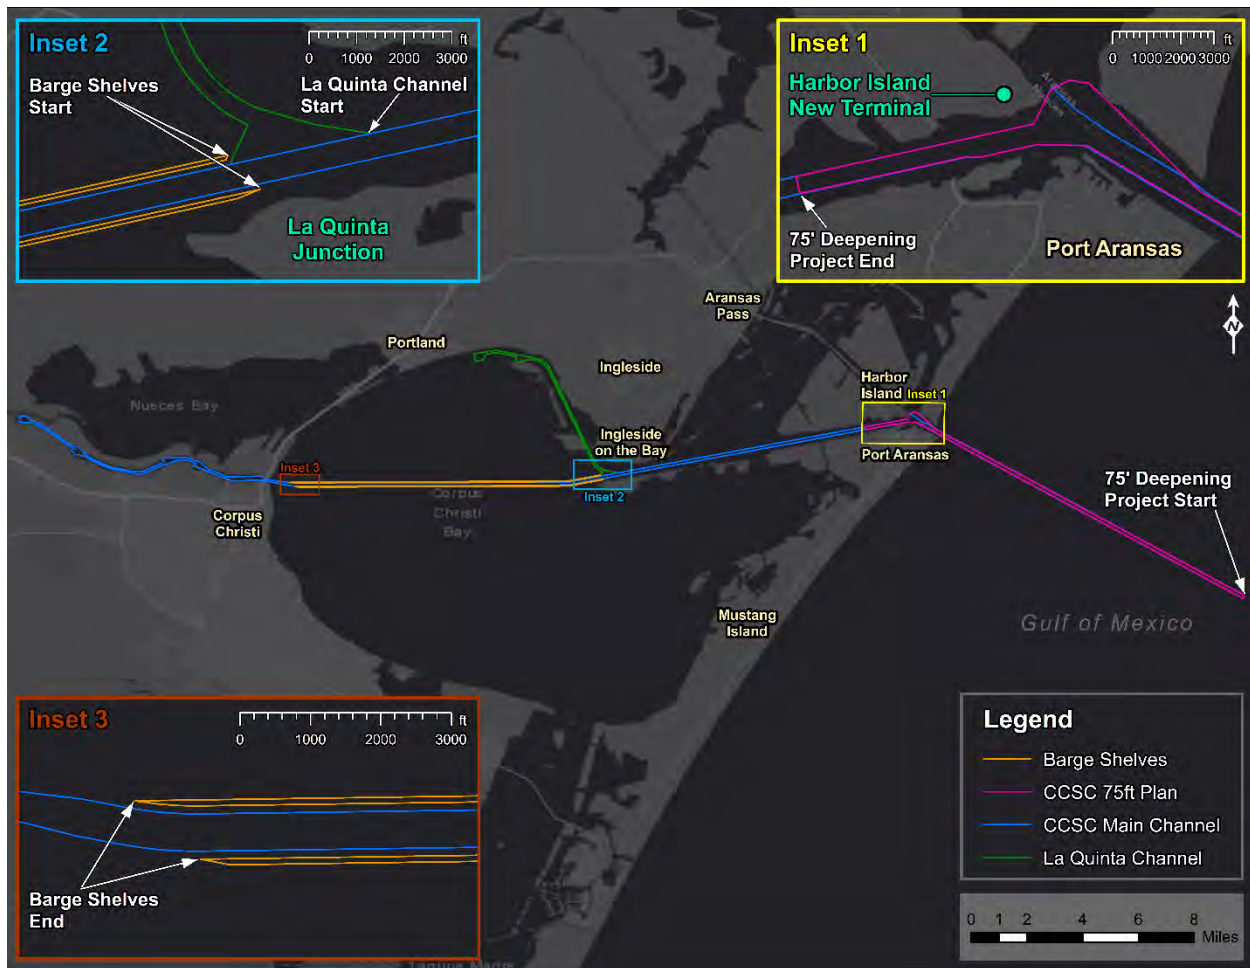 Inset 2
0 1000 2000 3000 ft
Barge Shelves
Start
La Quinta Channel
Start
La Quinta
Junction
Inset 1
0 1000 2000 3000 ft
Harbor Island
New Terminal
75' Deepening
Project End
Port Aransas
N
Aransas
Pass
Portland
Ingleside
Harbor
Island
Inset 1
Nueces Bay
Ingleside
on the Bay
Port Aransas
Inset 3
Inset 2
75' Deepening
Project Start
Corpus
Christi
Corpus
Christi
Bay
Mustang
Island
Gulf of Mexico
Inset 3
0 1000 2000 3000 ft
Barge Shelves
End
Legend
Barge Shelves
CCSC 75ft Plan
CCSC Main Channel
La Quinta Channel
0 1 2 4 6 8
Miles
Laguna Madre